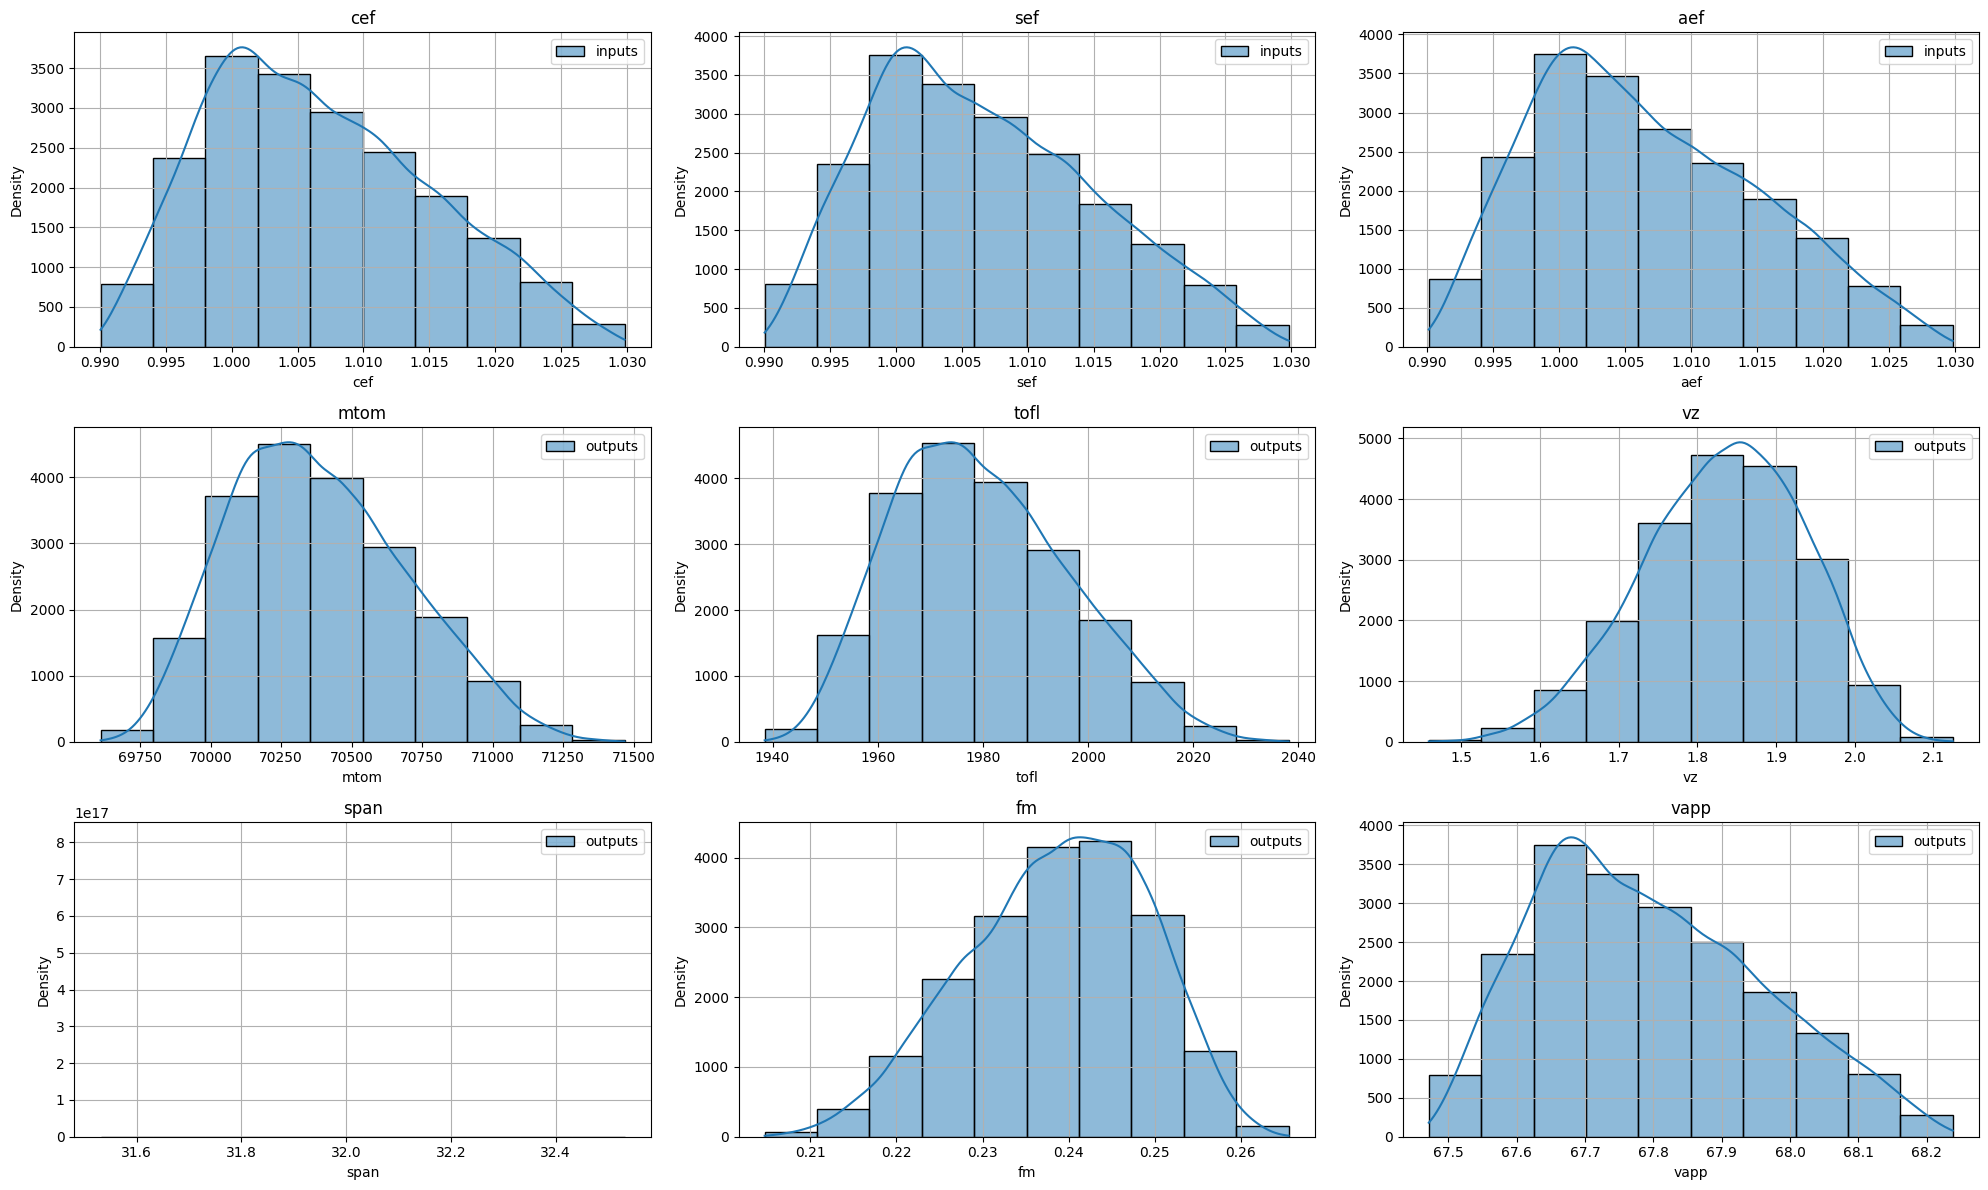 cef
inputs
Density
3500
3000
2500
2000
1500
1000
500
0
0.990 0.995 1.000 1.005 1.010 1.015 1.020 1.025 1.030
cef
sef
inputs
Density
4000
3500
3000
2500
2000
1500
1000
500
0
0.990 0.995 1.000 1.005 1.010 1.015 1.020 1.025 1.030
sef
aef
inputs
Density
4000
3500
3000
2500
2000
1500
1000
500
0
0.990 0.995 1.000 1.005 1.010 1.015 1.020 1.025 1.030
aef
mtom
outputs
Density
4000
3000
2000
1000
0
69750 70000 70250 70500 70750 71000 71250 71500
mtom
tofl
outputs
Density
4000
3000
2000
1000
0
1940 1960 1980 2000 2020 2040
tofl
vz
outputs
Density
5000
4000
3000
2000
1000
0
1.5 1.6 1.7 1.8 1.9 2.0 2.1
vz
span
1e17
outputs
Density
8
7
6
5
4
3
2
1
0
31.6 31.8 32.0 32.2 32.4
span
fm
outputs
Density
4000
3000
2000
1000
0
0.21 0.22 0.23 0.24 0.25 0.26
fm
vapp
outputs
Density
4000
3500
3000
2500
2000
1500
1000
500
0
67.5 67.6 67.7 67.8 67.9 68.0 68.1 68.2
vapp